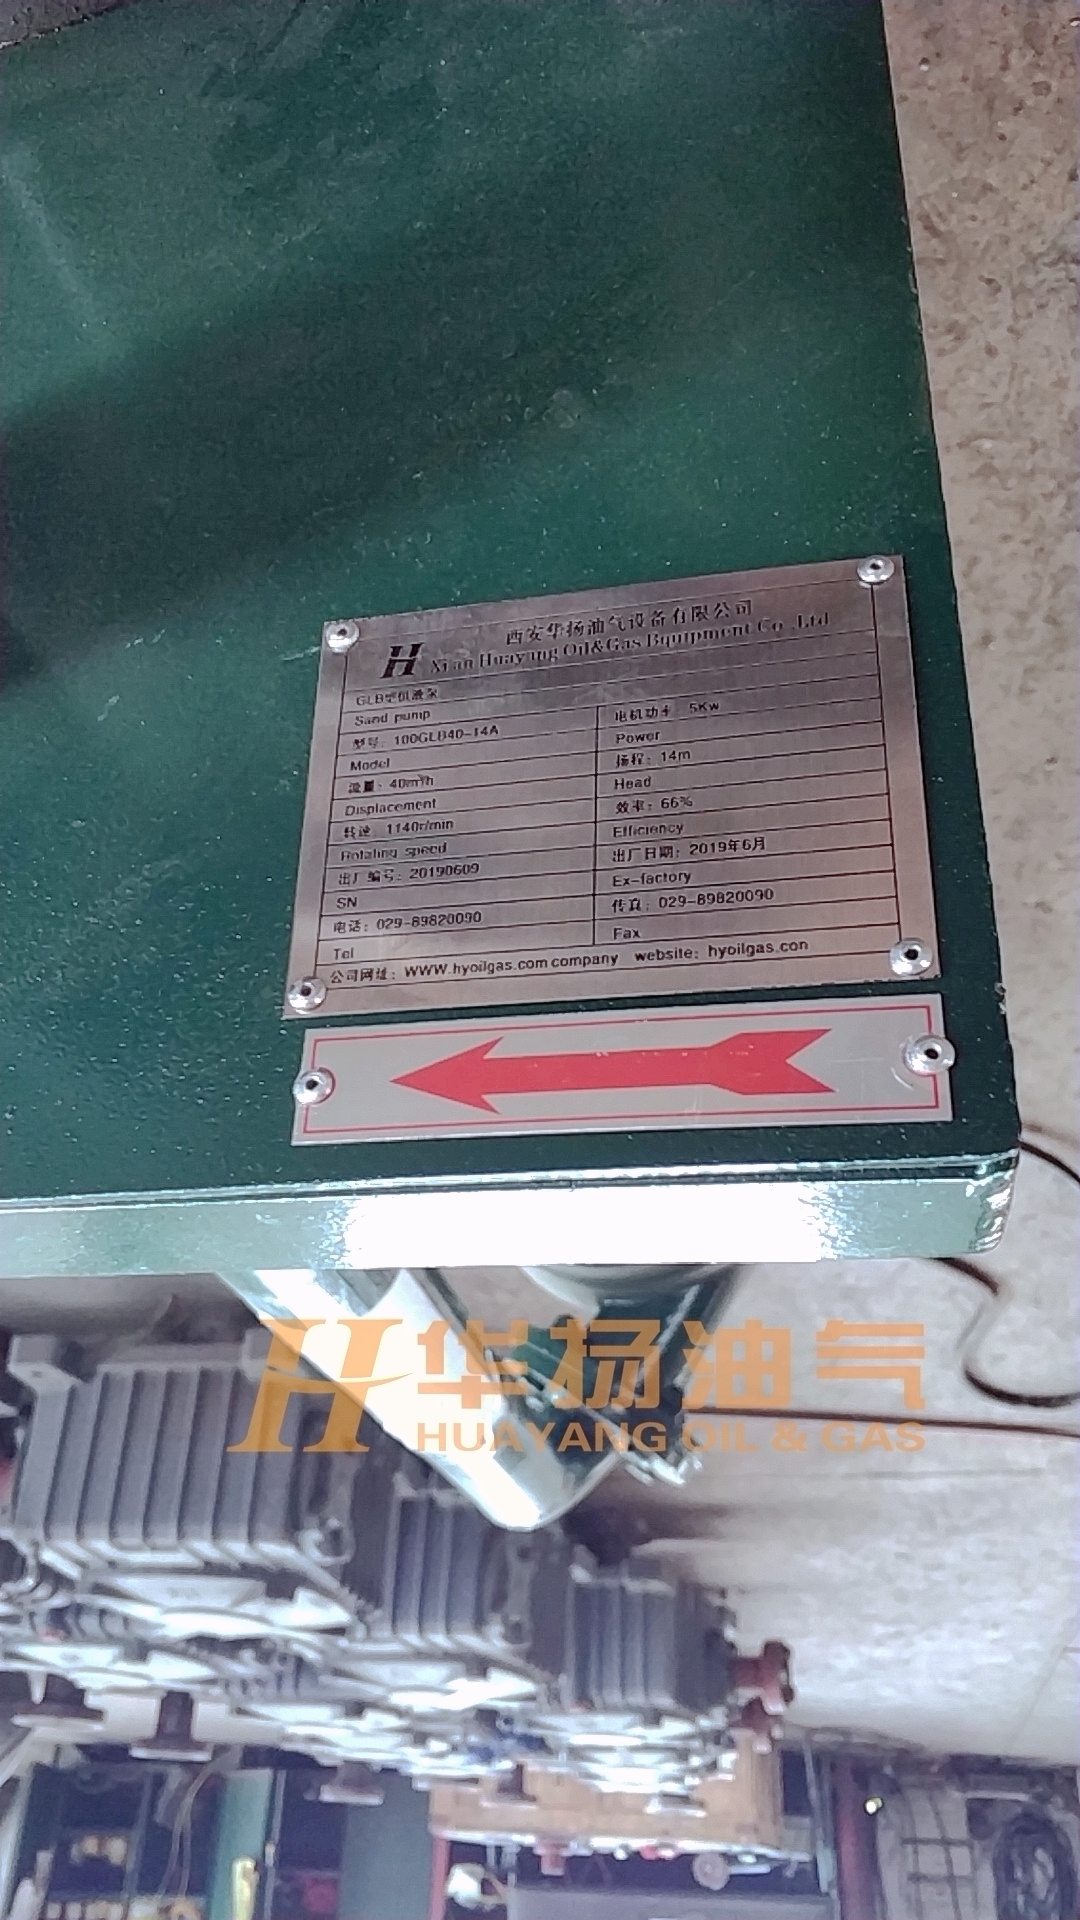 西安华扬油气设备有限公司
H Xi an Huayang Oil&Gas Bquipment Co .,Ltd
GLB型砂液泵
Sand pump
型号: 100GLB40-14A 电机功率 5Kw
Model Power
流量: 40m³h 扬程: 14m
Displacement Head
转速 1140r/min 效率: 66%
Rotating speed Efficiency
出厂编号: 20190609 出厂日期: 2019年6月
SN Ex-factory
电话: 029-89820090 传真: 029-89820090
Tel Fax
公司网址: WWW.hyoilgas.com company website: hyoilgas.con
H 华扬油气
HUAYANG OIL & GAS